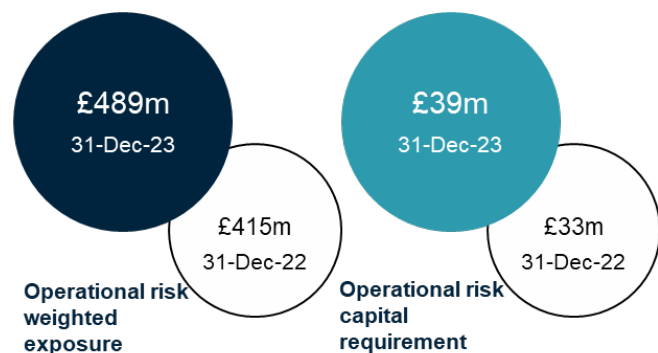 £489m
31-Dec-23
£415m
31-Dec-22
Operational risk
weighted
exposure
£39m
31-Dec-23
£33m
31-Dec-22
Operational risk
capital
requirement